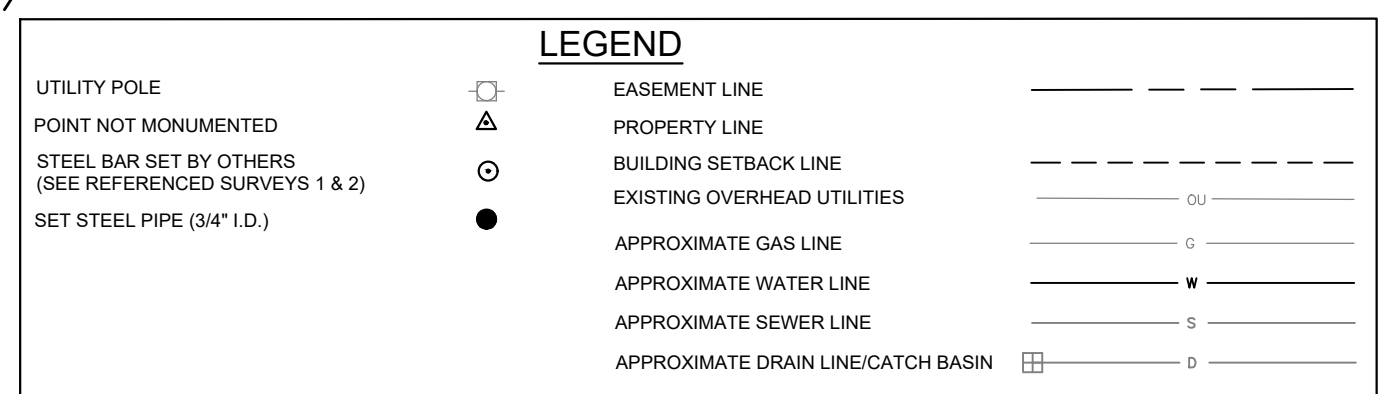 LEGEND
UTILITY POLE
POINT NOT MONUMENTED
STEEL BAR SET BY OTHERS
(SEE REFERENCED SURVEYS 1 & 2)
SET STEEL PIPE (3/4" I.D.)
EASEMENT LINE
PROPERTY LINE
BUILDING SETBACK LINE
EXISTING OVERHEAD UTILITIES OU
APPROXIMATE GAS LINE G
APPROXIMATE WATER LINE W
APPROXIMATE SEWER LINE S
APPROXIMATE DRAIN LINE/CATCH BASIN D